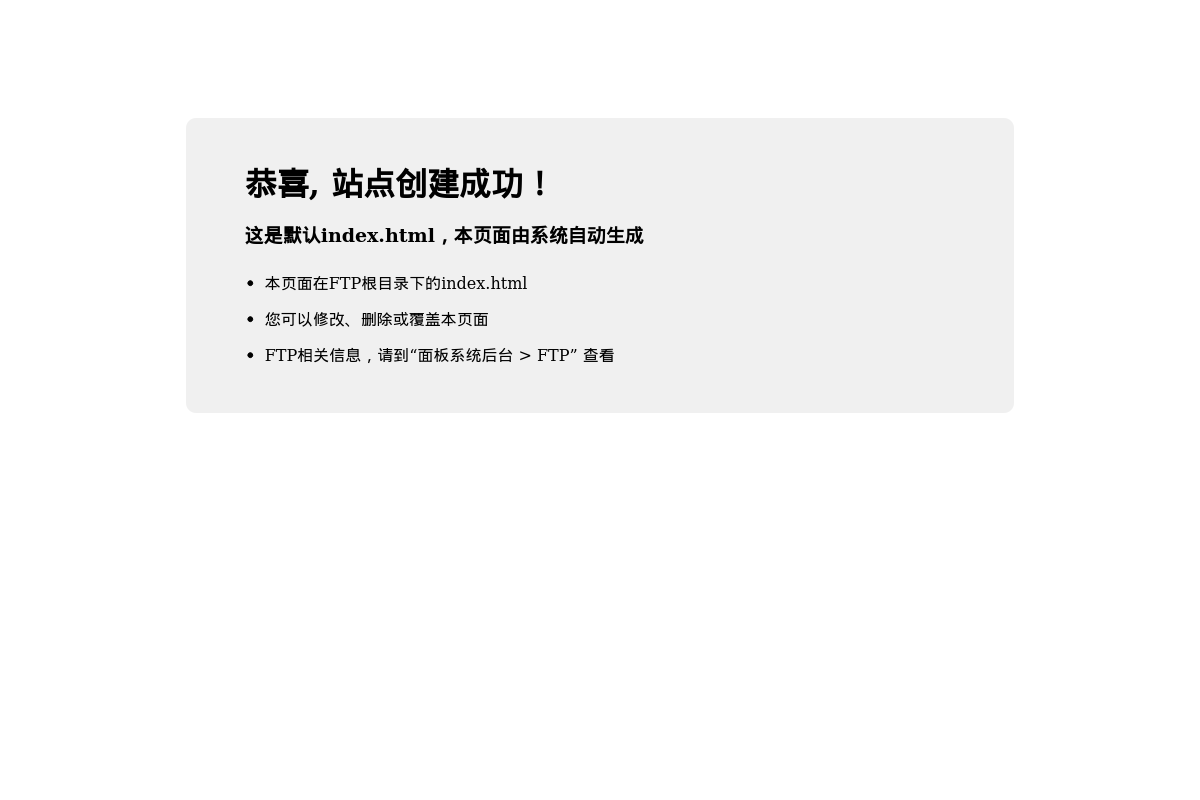 恭喜, 站点创建成功！
这是默认index.html，本页面由系统自动生成
本页面在FTP根目录下的index.html
您可以修改、删除或覆盖本页面
FTP相关信息，请到“面板系统后台 > FTP” 查看